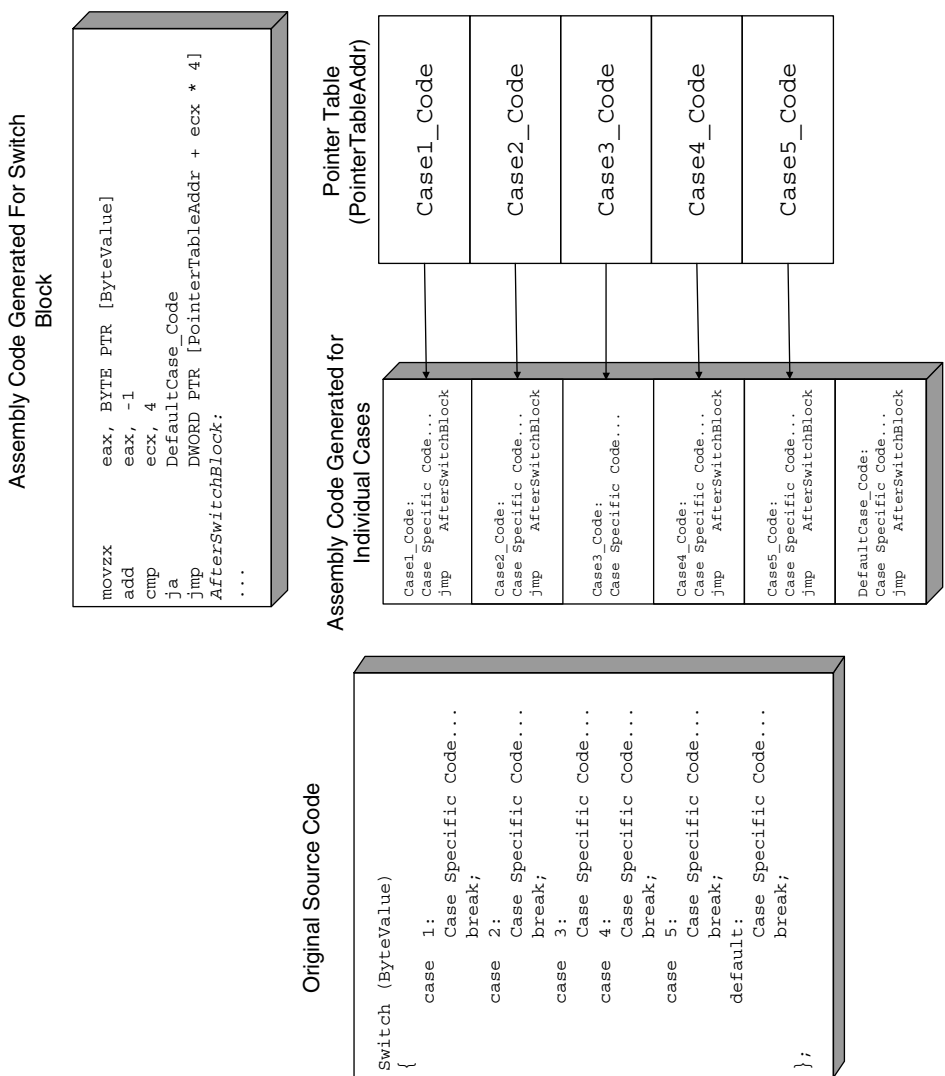 Assembly Code Generated For Switch
Block
movzx eax, BYTE PTR [ByteValue]
add eax, -1
cmp ecx, 4
ja DefaultCase_Code
jmp DWORD PTR [PointerTableAddr + ecx * 4]
AfterSwitchBlock:
...
Original Source Code
Switch (ByteValue)
{
case 1:
Case Specific Code...
break;
case 2:
Case Specific Code...
break;
case 3:
Case Specific Code...
case 4:
Case Specific Code...
break;
case 5:
Case Specific Code...
break;
default:
Case Specific Code...
break;
};
Assembly Code Generated for
Individual Cases
Case1_Code:
Case Specific Code...
jmp AfterSwitchBlock
Case2_Code:
Case Specific Code...
jmp AfterSwitchBlock
Case3_Code:
Case Specific Code...
Case4_Code:
Case Specific Code...
jmp AfterSwitchBlock
Case5_Code:
Case Specific Code...
jmp AfterSwitchBlock
DefaultCase_Code:
Case Specific Code...
jmp AfterSwitchBlock
Pointer Table
(PointerTableAddr)
Case1_Code
Case2_Code
Case3_Code
Case4_Code
Case5_Code